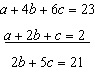 a + 4b + 6c = 23
a + 2b + c = 2
2b + 5c = 21